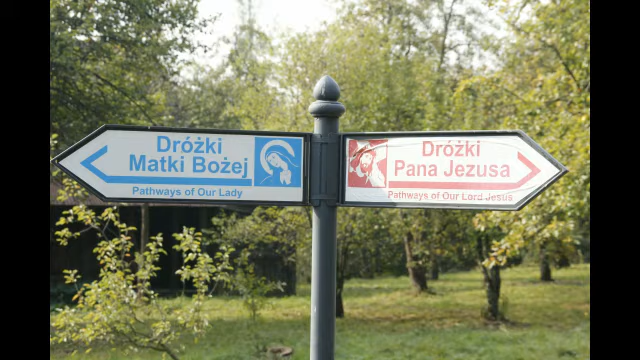 Dróżki
Matki Bożej
Pathways of Our Lady
Dróżki
Pana Jezusa
Pathways of Our Lord Jesus